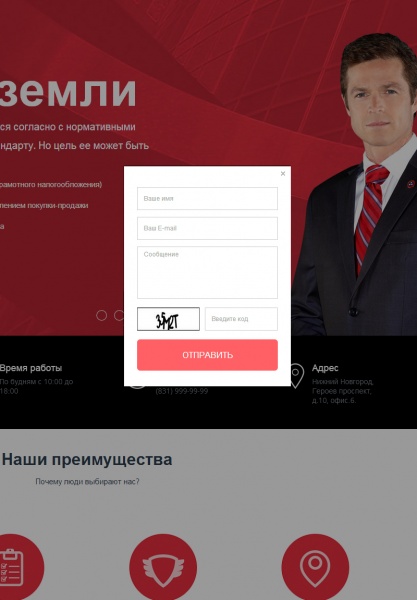 земли
ся согласно с нормативными
ндарту. Но цель ее может быть
рамотного налогообложения)
лением покупки-продажи
а
×
Ваше имя
Ваш E-mail
Сообщение
Введите код
ОТПРАВИТЬ
Время работы
По будням с 10:00 до
18:00
(831) 999-99-99
Адрес
Нижний Новгород,
Героев проспект,
д.10, офис 6
Наши преимущества
Почему люди выбирают нас?